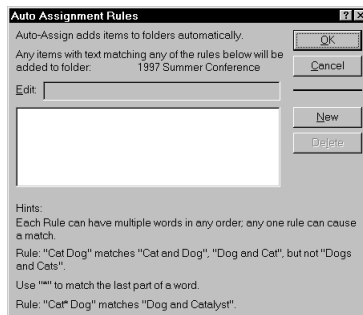 Auto Assignment Rules
Auto-Assign adds items to folders automatically.
Any items with text matching any of the rules below will be
added to folder: 1997 Summer Conference
Edit:
OK
Cancel
New
Delete
Hints:
Each Rule can have multiple words in any order; any one rule can cause
a match.
Rule: "Cat Dog" matches "Cat and Dog", "Dog and Cat", but not "Dogs
and Cats".
Use "*" to match the last part of a word.
Rule: "Cat* Dog" matches "Dog and Catalyst".